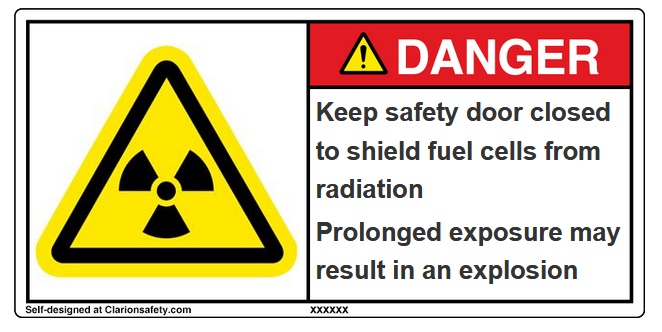 DANGER
Keep safety door closed
to shield fuel cells from
radiation
Prolonged exposure may
result in an explosion
Self-designed at Clarionsafety.com
XXXXXX